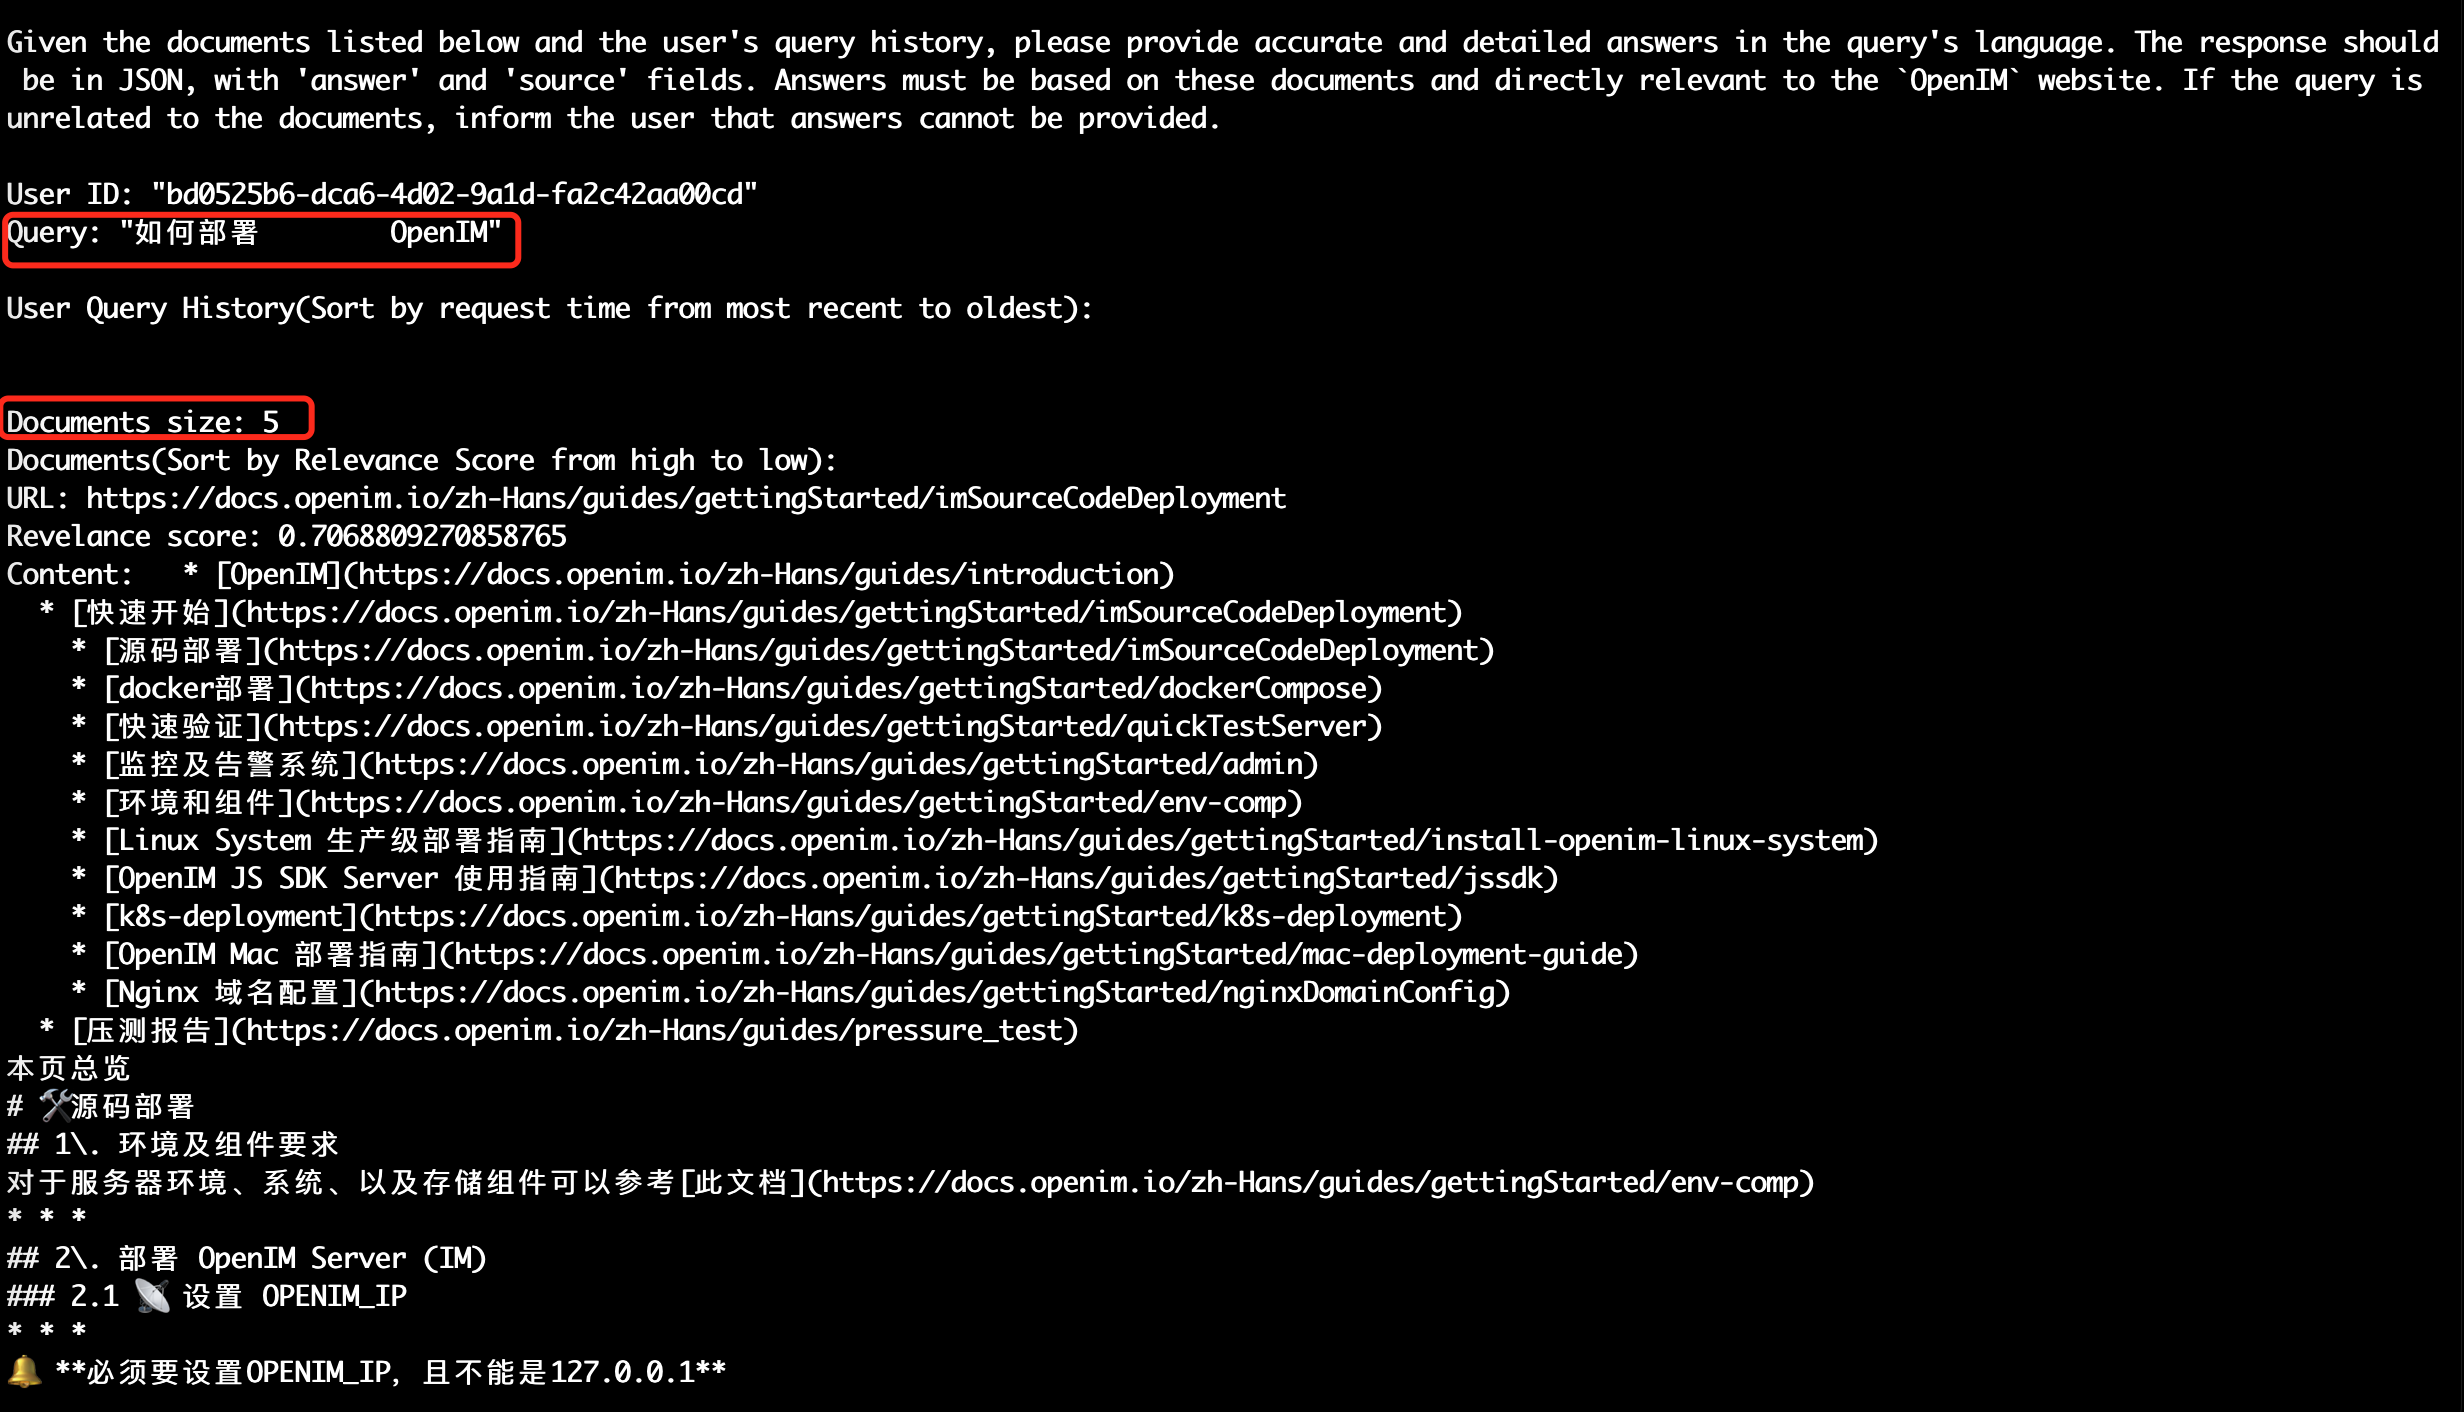 Given the documents listed below and the user's query history, please provide accurate and detailed answers in the query's language. The response should
be in JSON, with 'answer' and 'source' fields. Answers must be based on these documents and directly relevant to the `OpenIM` website. If the query is
unrelated to the documents, inform the user that answers cannot be provided.
User ID: "bd0525b6-dca6-4d02-9a1d-fa2c42aa00cd"
Query: "如何部署        OpenIM"
User Query History(Sort by request time from most recent to oldest):
Documents size: 5
Documents(Sort by Relevance Score from high to low):
URL: https://docs.openim.io/zh-Hans/guides/gettingStarted/imSourceCodeDeployment
Revelance score: 0.7068809270858765
Content:   * [OpenIM](https://docs.openim.io/zh-Hans/guides/introduction)
  * [快速开始](https://docs.openim.io/zh-Hans/guides/gettingStarted/imSourceCodeDeployment)
    * [源码部署](https://docs.openim.io/zh-Hans/guides/gettingStarted/imSourceCodeDeployment)
    * [docker部署](https://docs.openim.io/zh-Hans/guides/gettingStarted/dockerCompose)
    * [快速验证](https://docs.openim.io/zh-Hans/guides/gettingStarted/quickTestServer)
    * [监控及告警系统](https://docs.openim.io/zh-Hans/guides/gettingStarted/admin)
    * [环境和组件](https://docs.openim.io/zh-Hans/guides/gettingStarted/env-comp)
    * [Linux System 生产级部署指南](https://docs.openim.io/zh-Hans/guides/gettingStarted/install-openim-linux-system)
    * [OpenIM JS SDK Server 使用指南](https://docs.openim.io/zh-Hans/guides/gettingStarted/jssdk)
    * [k8s-deployment](https://docs.openim.io/zh-Hans/guides/gettingStarted/k8s-deployment)
    * [OpenIM Mac 部署指南](https://docs.openim.io/zh-Hans/guides/gettingStarted/mac-deployment-guide)
    * [Nginx 域名配置](https://docs.openim.io/zh-Hans/guides/gettingStarted/nginxDomainConfig)
  * [压测报告](https://docs.openim.io/zh-Hans/guides/pressure_test)
本页总览
# 🛠️源码部署
## 1\. 环境及组件要求
对于服务器环境、系统、以及存储组件可以参考[此文档](https://docs.openim.io/zh-Hans/guides/gettingStarted/env-comp)
* * *
## 2\. 部署 OpenIM Server (IM)
### 2.1 📡 设置 OPENIM_IP
* * *
🔔 **必须要设置OPENIM_IP, 且不能是127.0.0.1**